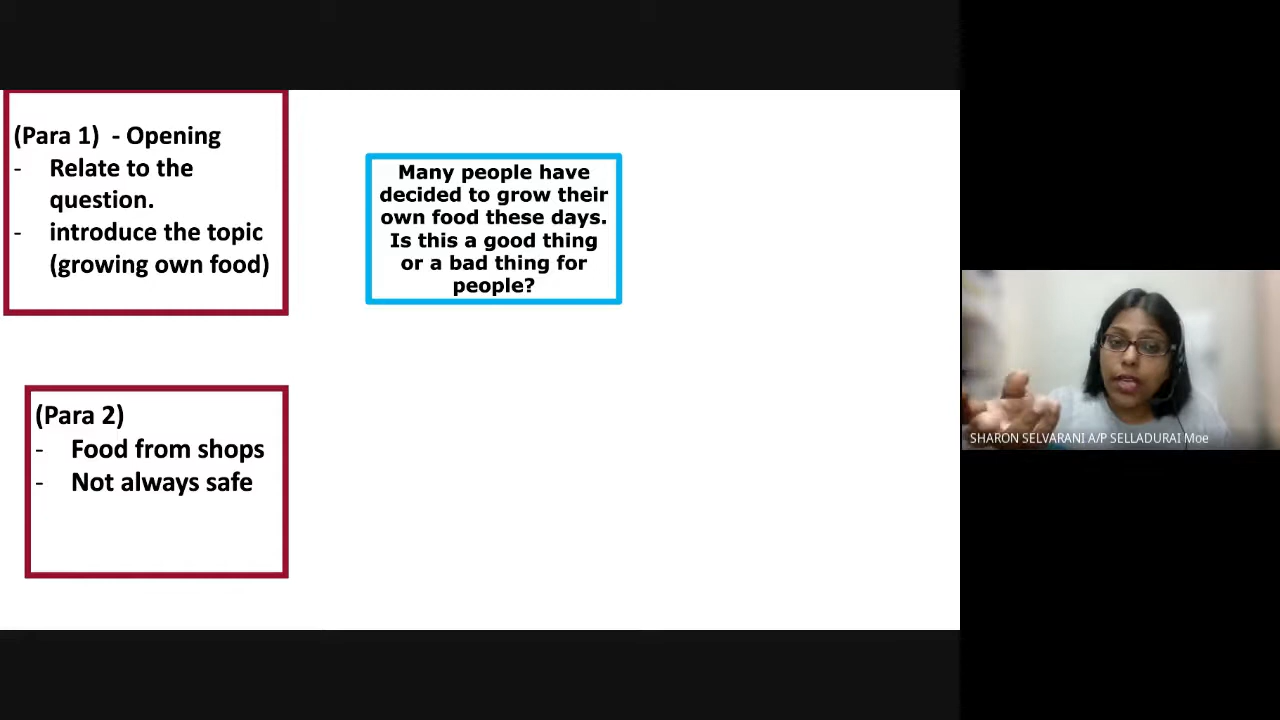 (Para 1)  - Opening
- Relate to the
question.
- introduce the topic
(growing own food)
Many people have
decided to grow their
own food these days.
Is this a good thing
or a bad thing for
people?
(Para 2)
- Food from shops
- Not always safe
SHARON SELVARANI A/P SELLADURAI Moe